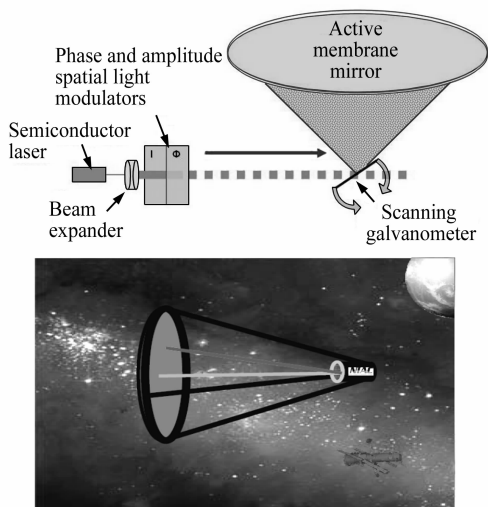 Active
membrane
mirror
Phase and amplitude
spatial light
modulators
Semiconductor
laser
I Φ
Beam
expander
Scanning
galvanometer